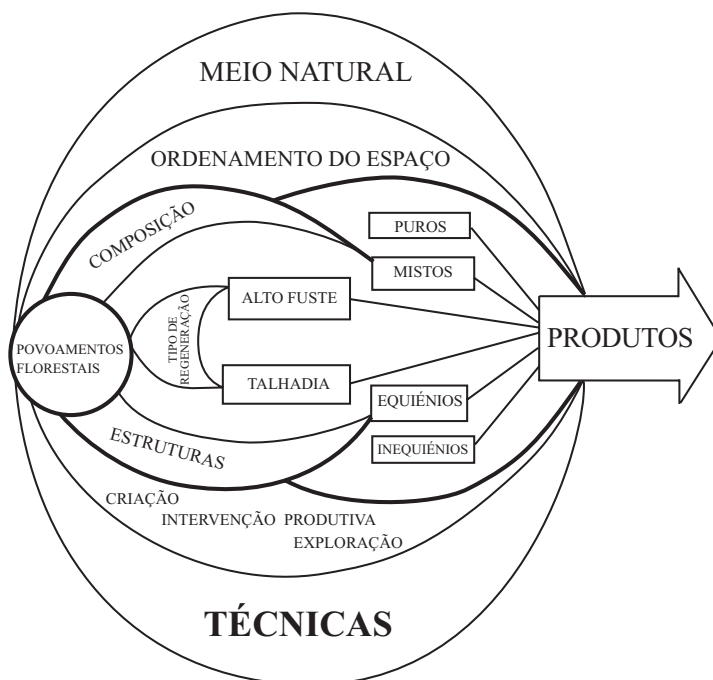 MEIO NATURAL
ORDENAMENTO DO ESPAÇO
COMPOSIÇÃO
PUROS
MISTOS
ALTO FUSTE
TIPO DE
REGENERAÇÃO
POVOAMENTOS
FLORESTAIS
PRODUTOS
TALHADIA
EQUIÉNIOS
ESTRUTURAS
INEQUIÉNIOS
CRIAÇÃO
INTERVENÇÃO PRODUTIVA
EXPLORAÇÃO
TÉCNICAS